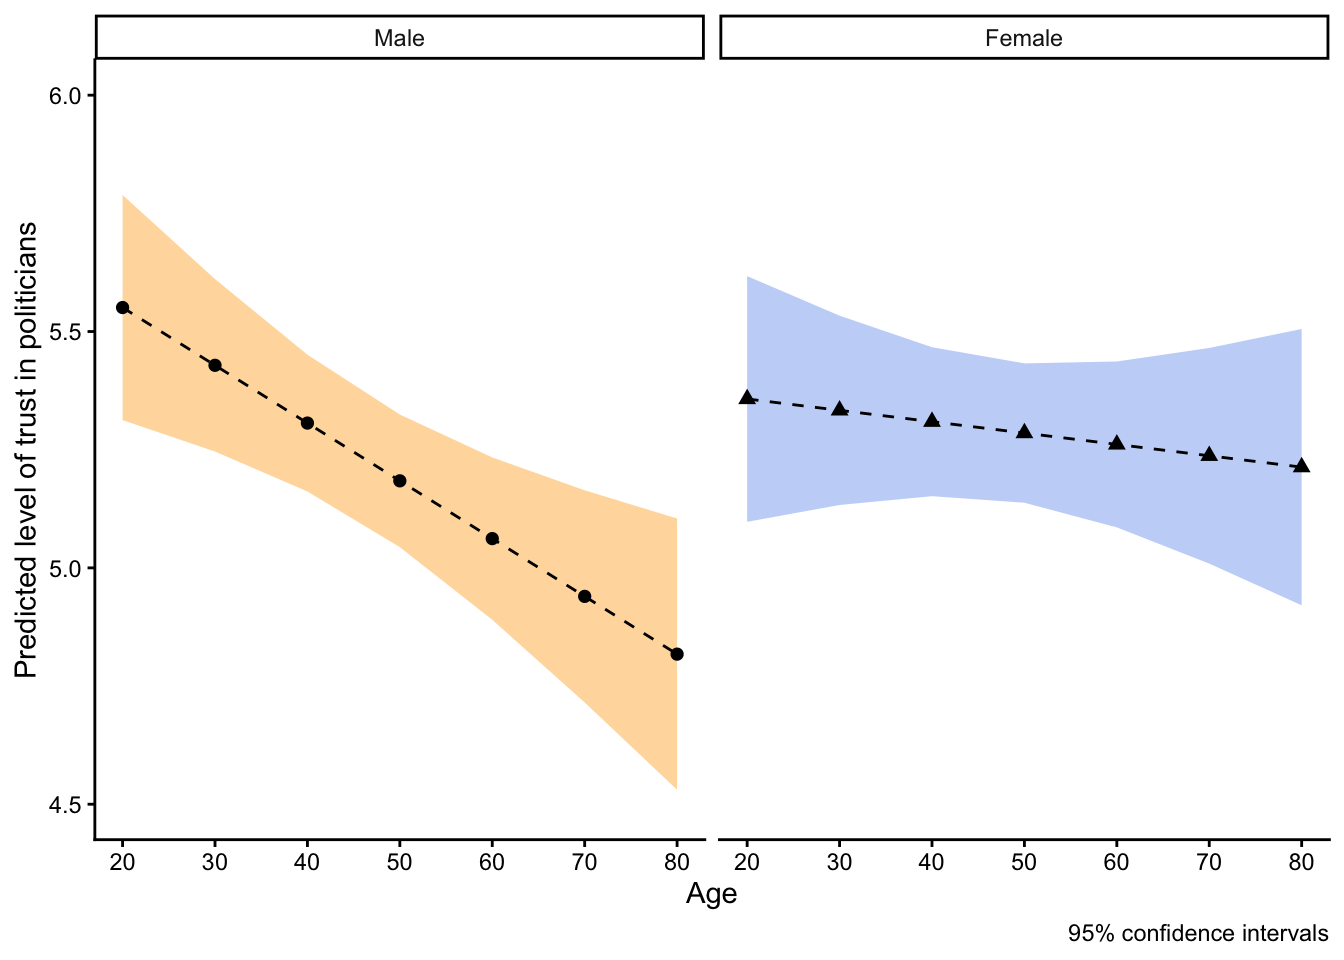 Male
Female
Predicted level of trust in politicians
6.0
5.5
5.0
4.5
20 30 40 50 60 70 80
20 30 40 50 60 70 80
Age
95% confidence intervals